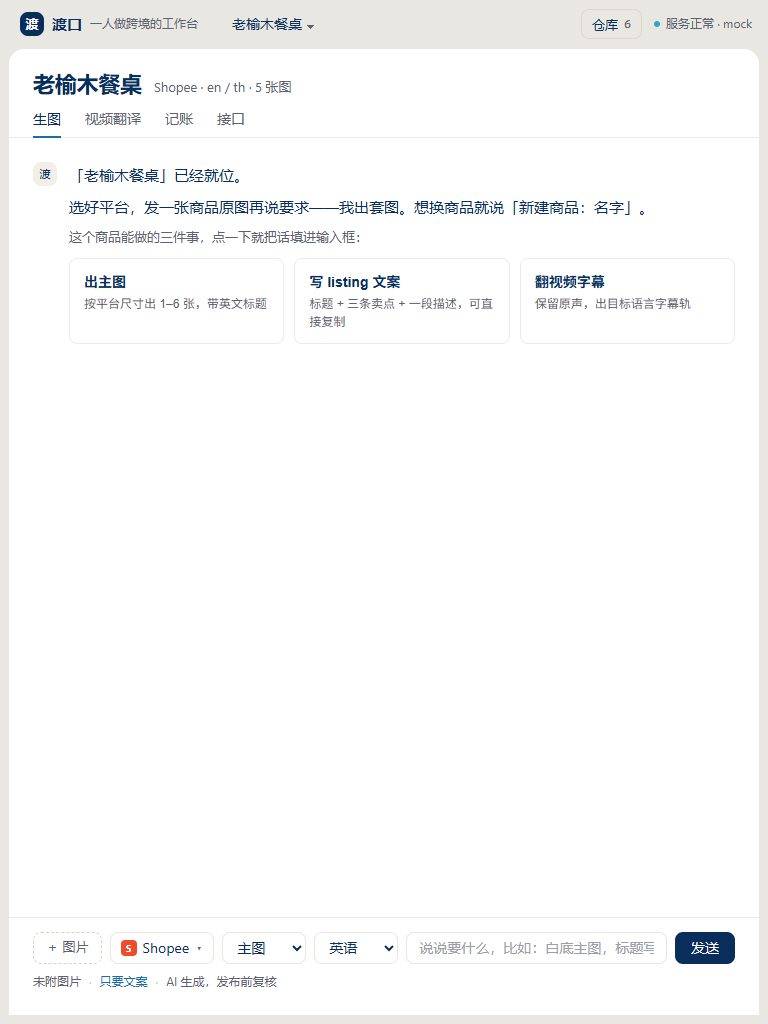 渡 渡口 一人做跨境的工作台 老榆木餐桌 仓库 6 服务正常 · mock
老榆木餐桌 Shopee · en / th · 5 张图
生图 视频翻译 记账 接口
渡 「老榆木餐桌」已经就位。
选好平台，发一张商品原图再说要求——我出套图。想换商品就说「新建商品：名字」。
这个商品能做的三件事，点一下就把话填进输入框：
出主图
按平台尺寸出 1–6 张，带英文标题
写 listing 文案
标题 + 三条卖点 + 一段描述，可直
接复制
翻视频字幕
保留原声，出目标语言字幕轨
+ 图片 S Shopee 主图 英语 说说要什么，比如：白底主图，标题写 发送
未附图片 · 只要文案 · AI 生成，发布前复核